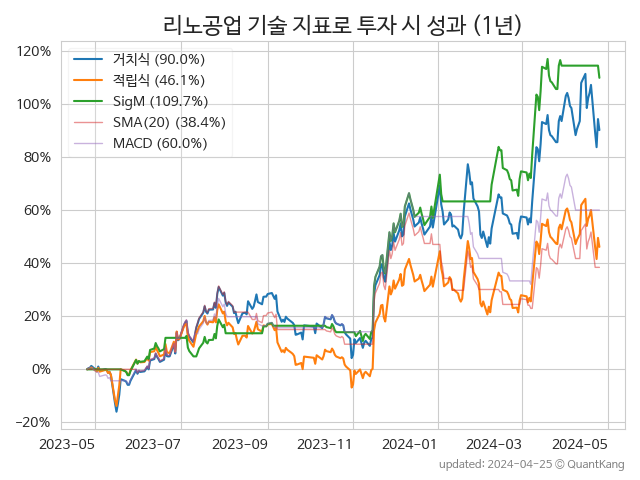 리노공업 기술 지표로 투자 시 성과 (1년)
120%
100%
80%
60%
40%
20%
0%
−20%
거치식 (90.0%)
적립식 (46.1%)
SigM (109.7%)
SMA(20) (38.4%)
MACD (60.0%)
2023−05 2023−07 2023−09 2023−11 2024−01 2024−03 2024−05
updated: 2024−04−25 © QuantKang